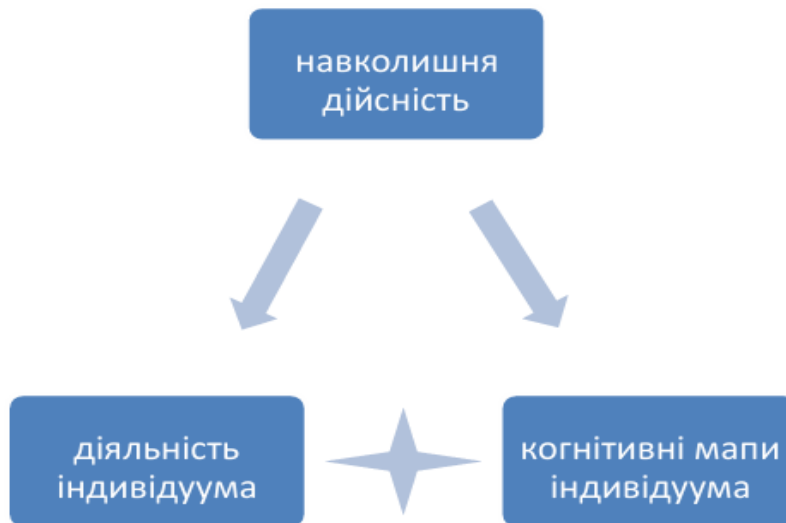 навколишня
дійсність
діяльність
індивідуума
когнітивні мапи
індивідуума